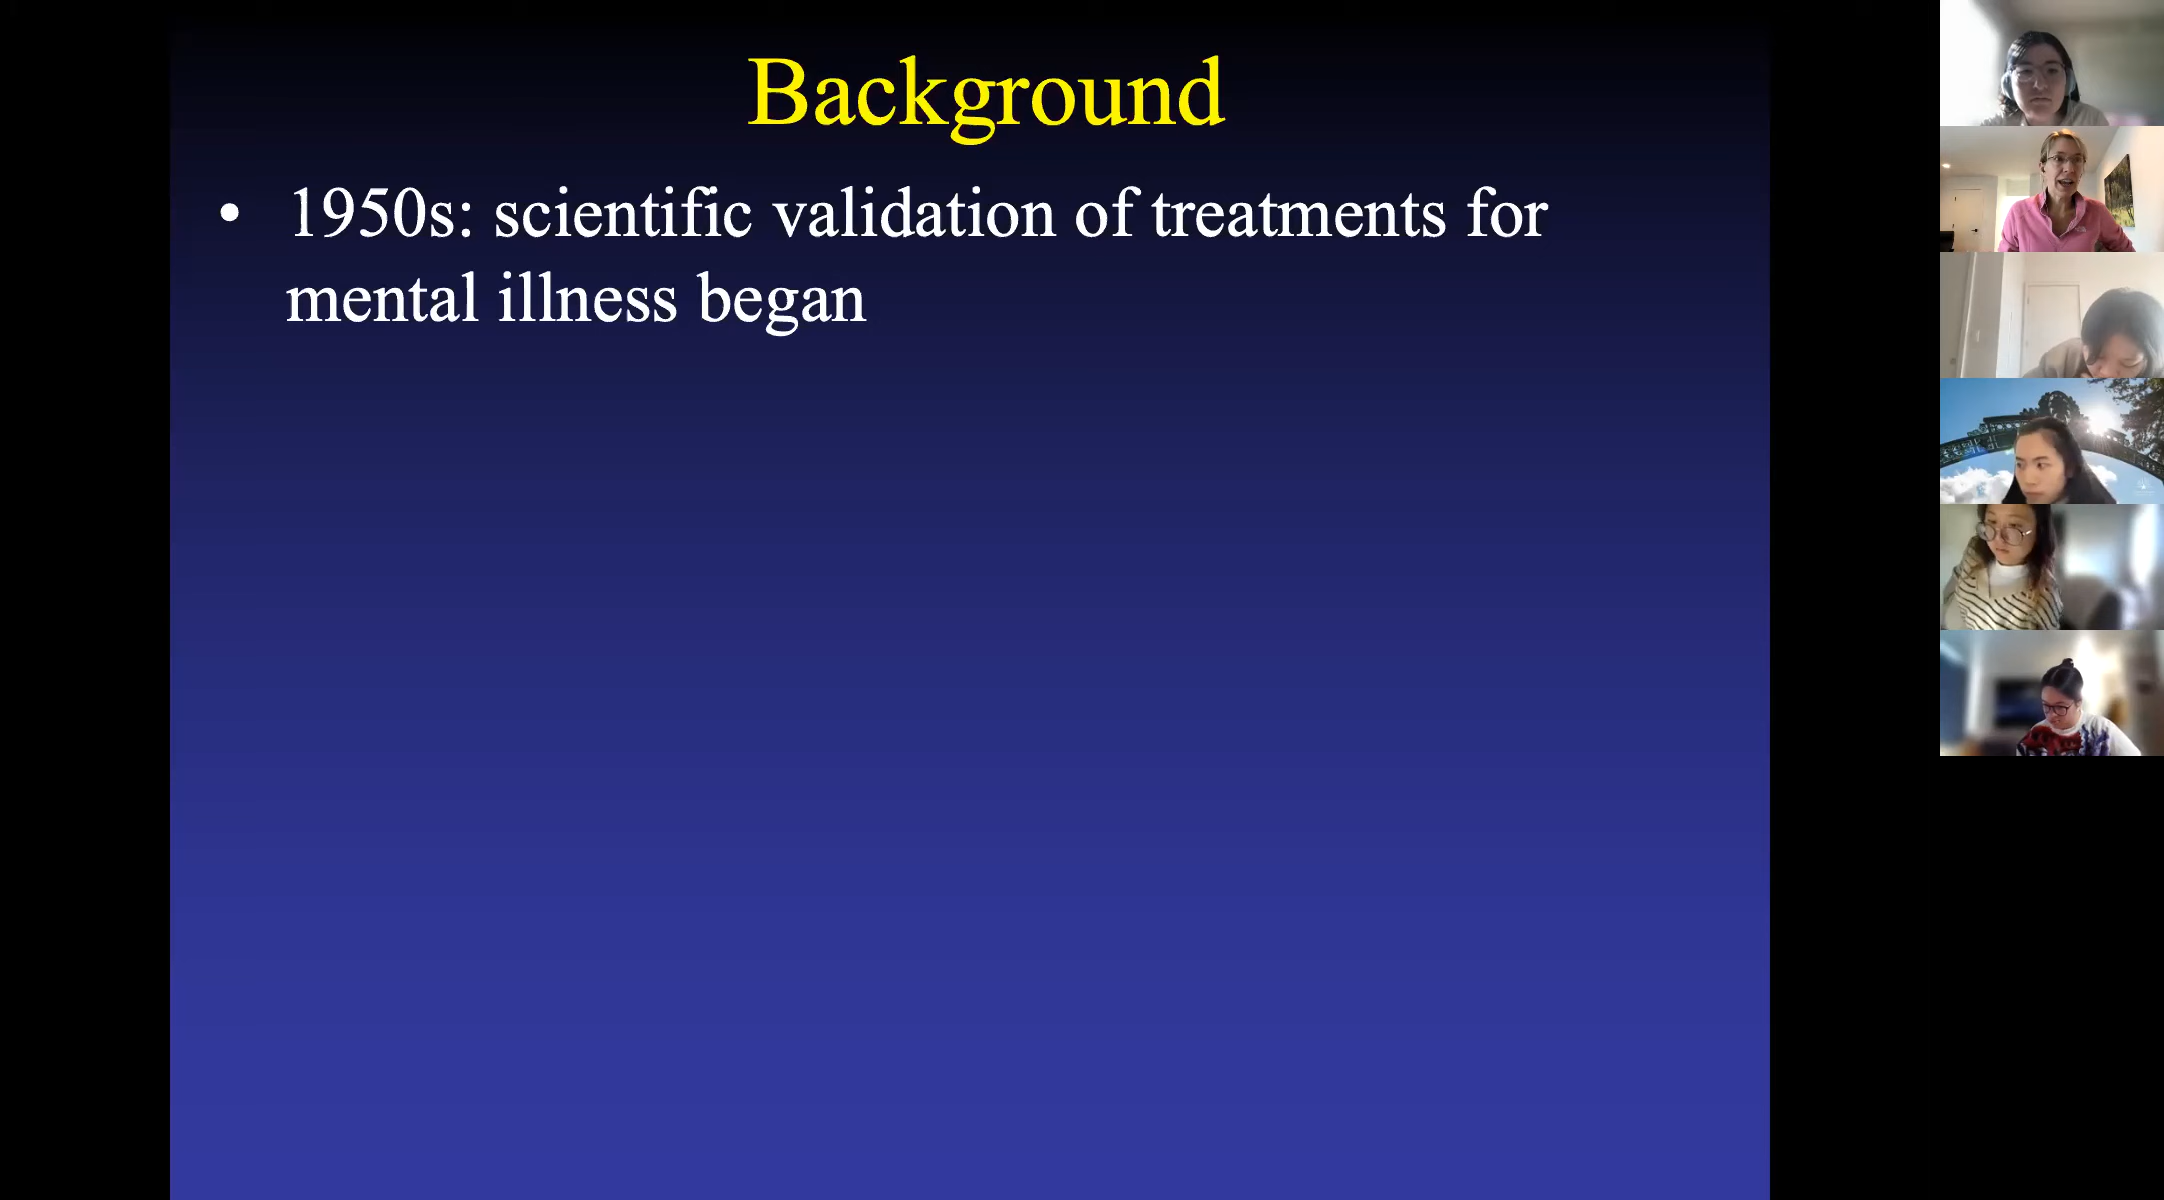 Background
• 1950s: scientific validation of treatments for
mental illness began